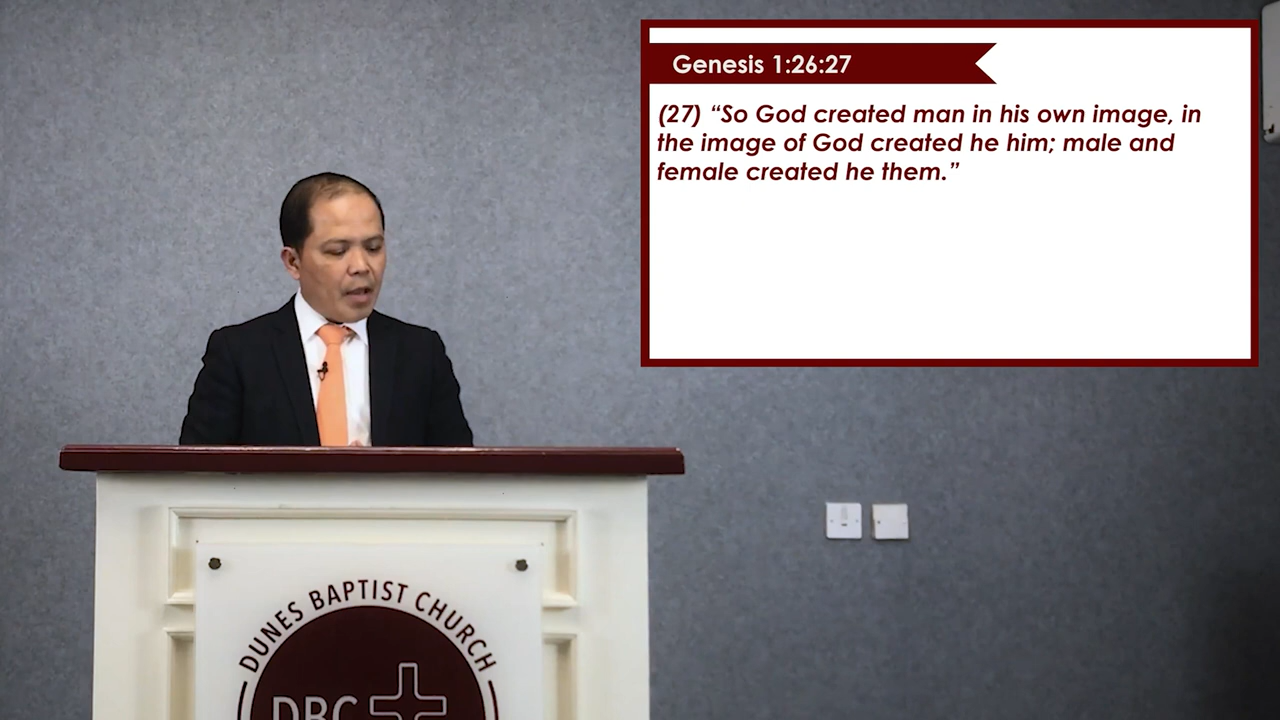 Genesis 1:26:27
(27) “So God created man in his own image, in
the image of God created he him; male and
female created he them.”
DUNES BAPTIST CHURCH
DBC